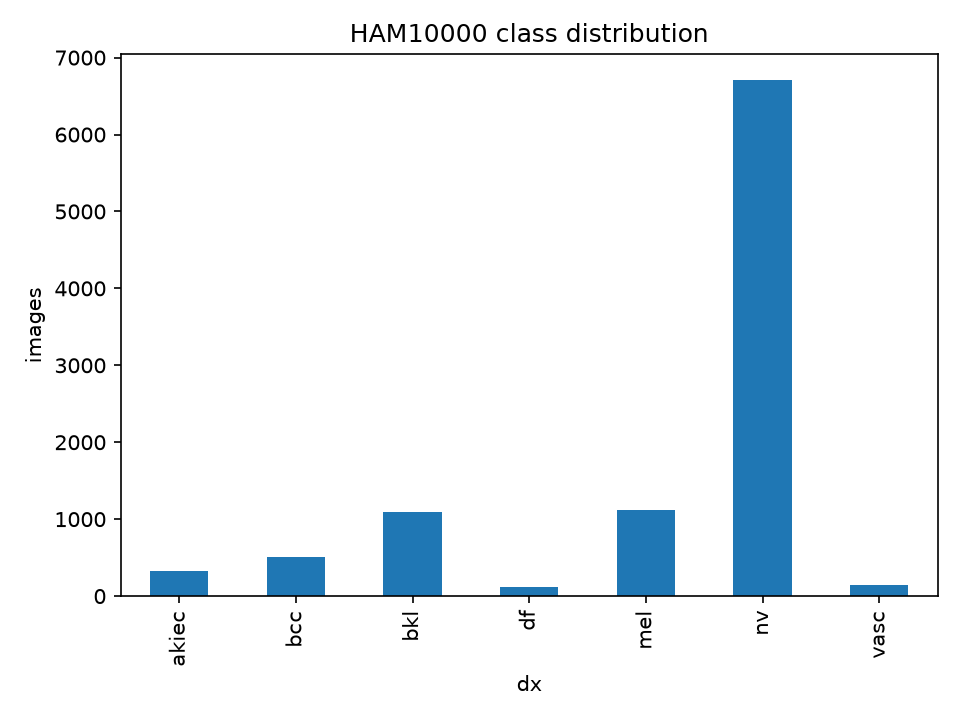 HAM10000 class distribution
7000
6000
5000
4000
3000
2000
1000
0
images
akiec
bcc
bkl
df
mel
nv
vasc
dx